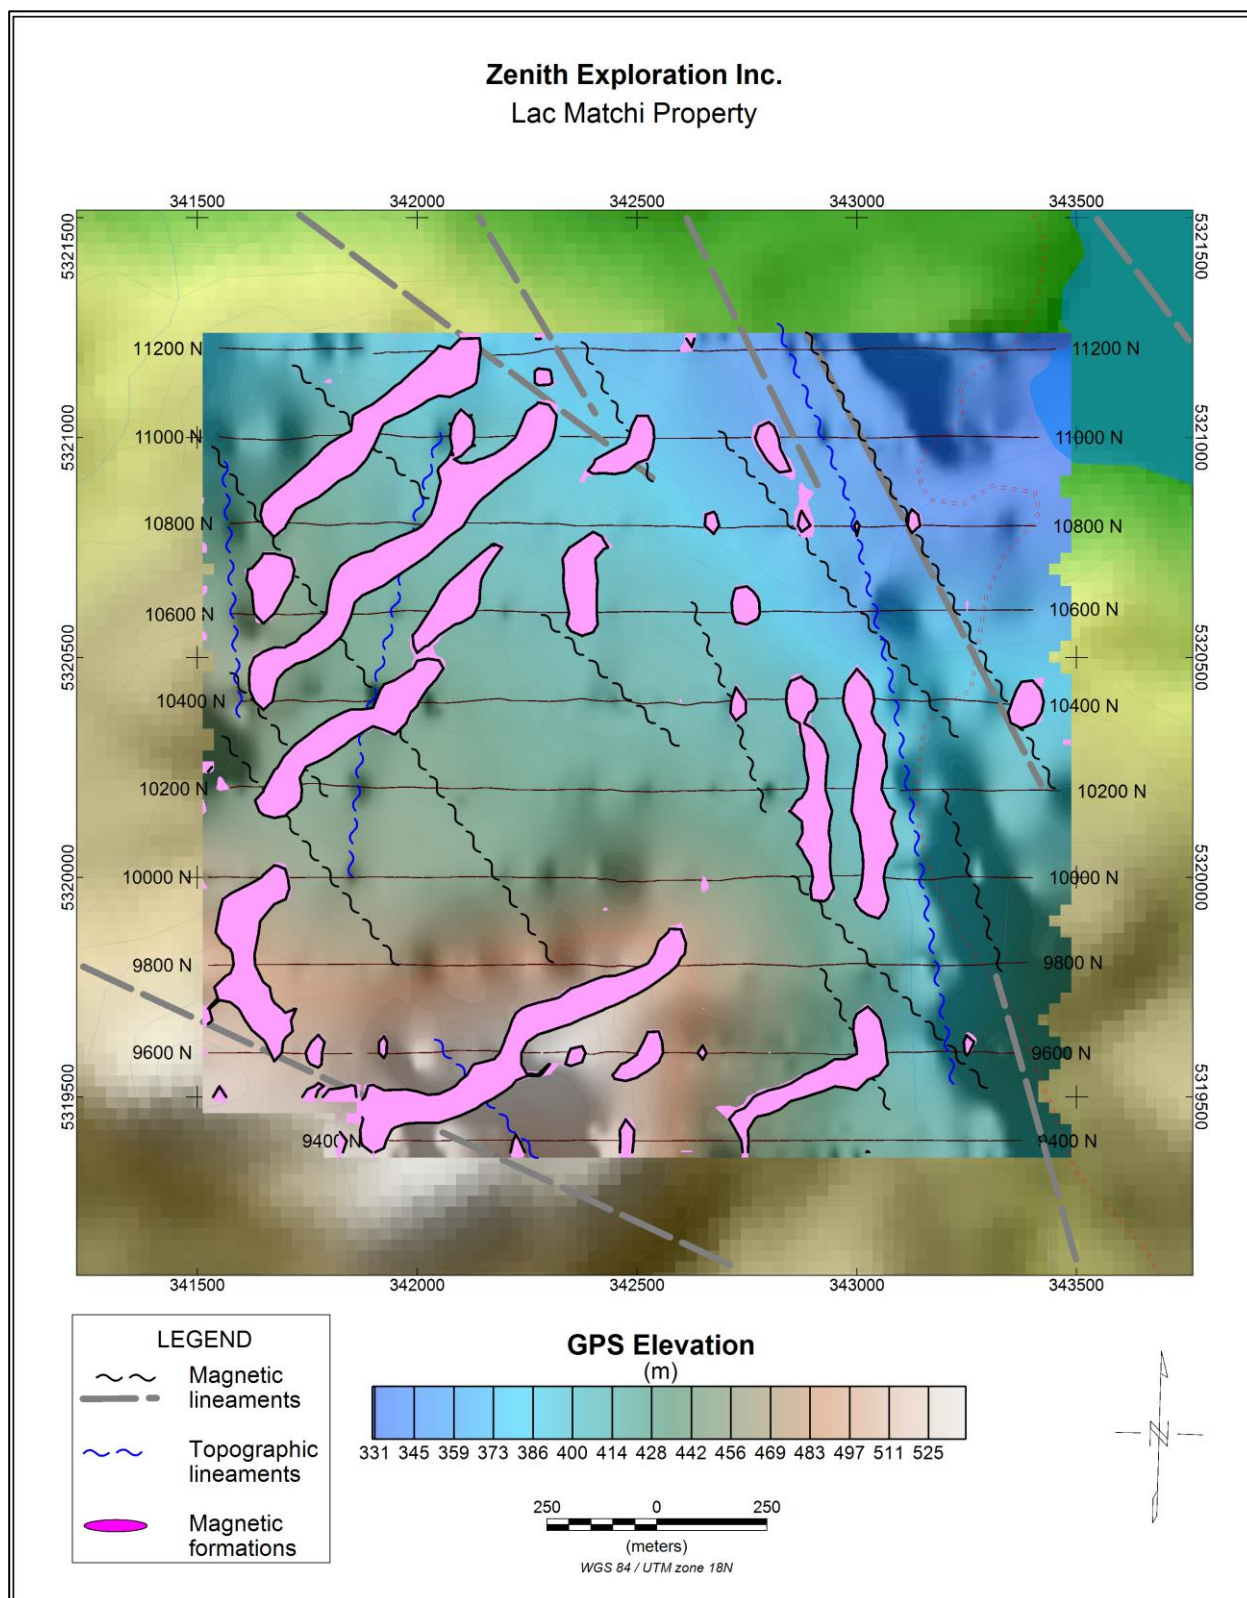 Zenith Exploration Inc.
Lac Matchi Property
341500 342000 342500 343000 343500
5321500 5321500
11200 N 11200 N
11000 N 11000 N
5321000 5321000
10800 N 10800 N
10600 N 10600 N
5320500 5320500
10400 N 10400 N
10200 N 10200 N
10000 N 10000 N
5320000 5320000
9800 N 9800 N
9600 N 9600 N
5319500 5319500
9400 N 9400 N
341500 342000 342500 343000 343500
LEGEND
Magnetic
lineaments
Topographic
lineaments
Magnetic
formations
GPS Elevation
(m)
331 345 359 373 386 400 414 428 442 456 469 483 497 511 525
250 0 250
(meters)
WGS 84 / UTM zone 18N
N